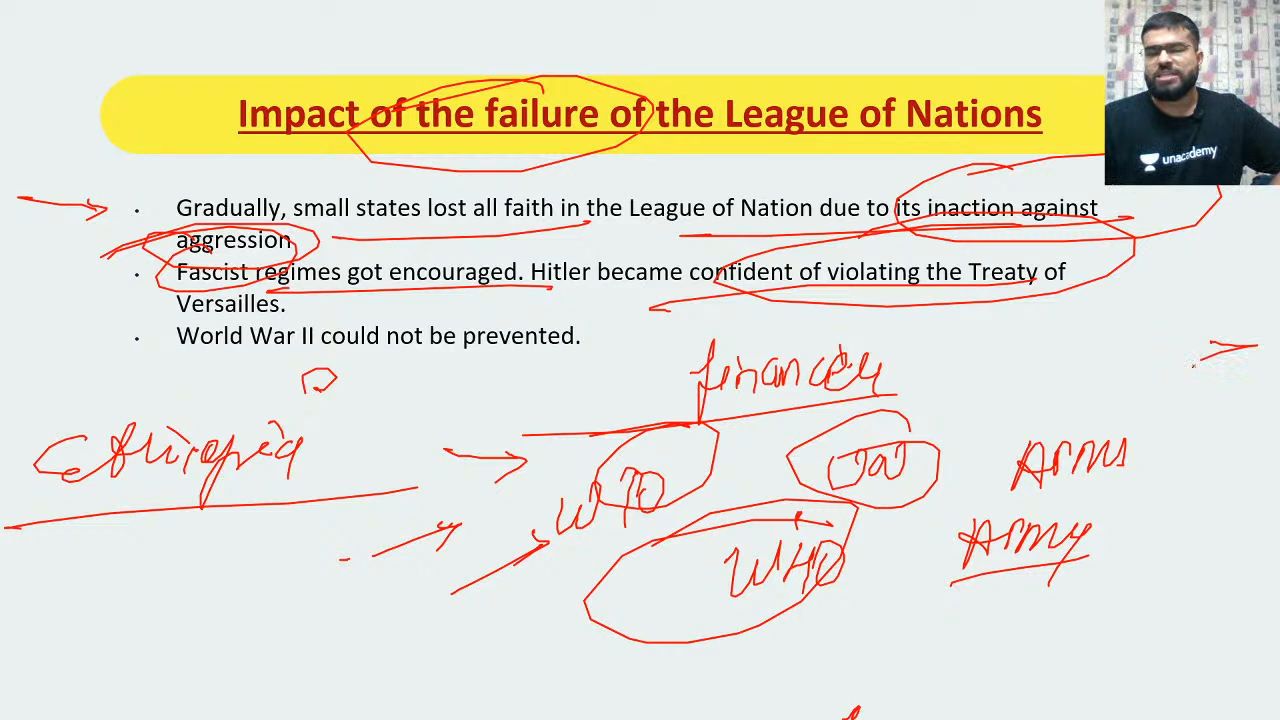 Impact of the failure of the League of Nations
unacademy
• Gradually, small states lost all faith in the League of Nation due to its inaction against
aggression
• Fascist regimes got encouraged. Hitler became confident of violating the Treaty of
Versailles.
• World War II could not be prevented.
Ethiopia
WTO
WHO
Army